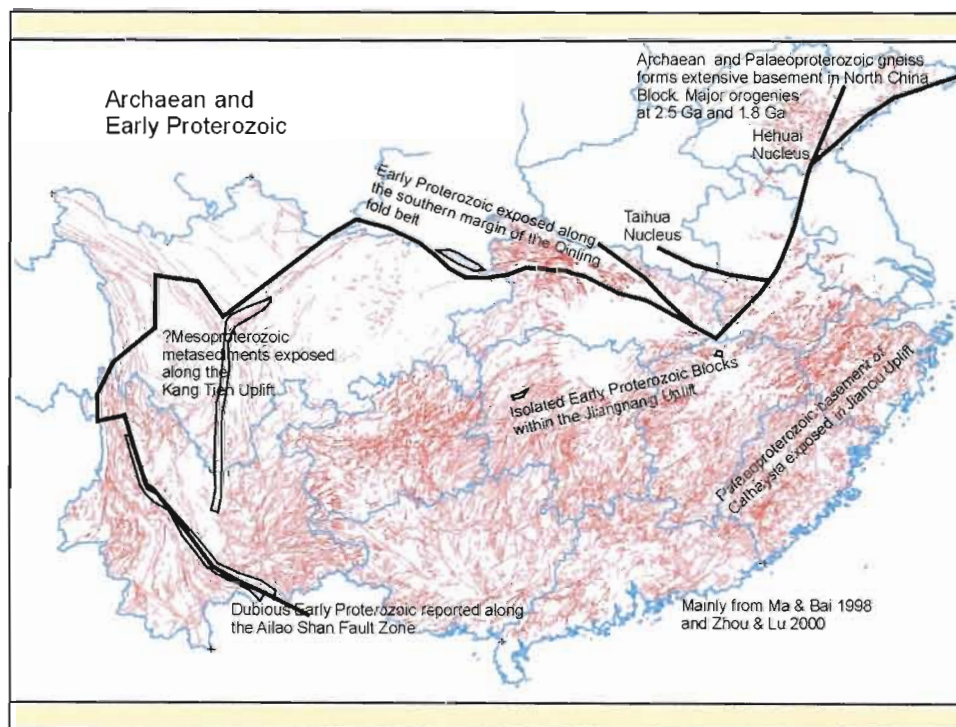 Archaean and
Early Proterozoic
Archaean and Palaeoproterozoic gneiss
forms extensive basement in North China
Block. Major orogenies
at 2.5 Ga and 1.8 Ga
Hehuai
Nucleus
Taihua
Nucleus
Early Proterozoic exposed along
the southern margin of the Qinling
fold belt
?Mesoproterozoic
metasediments exposed
along the
Kang Tien Uplift
Isolated Early Proterozoic Blocks
within the Jiangnang Uplift
Palaeoproterozoic basement of
Cathaysia exposed in Jianou Uplift
Dubious Early Proterozoic reported along
the Ailao Shan Fault Zone
Mainly from Ma & Bai 1998
and Zhou & Lu 2000